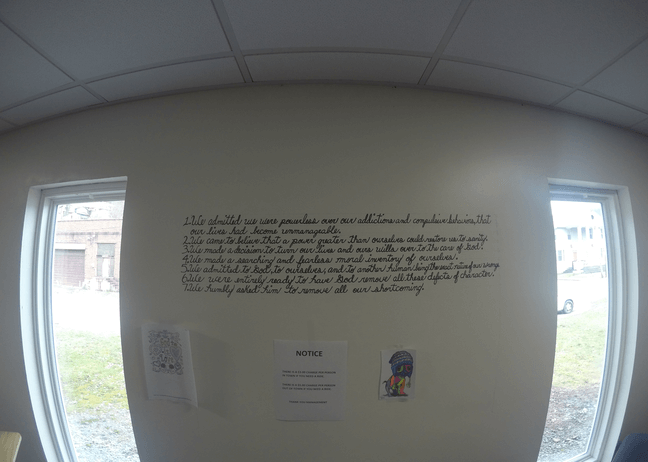 1. We admitted we were powerless over our addictions and compulsive behaviors, that
our lives had become unmanageable.
2. We came to believe that a power greater than ourselves could restore us to sanity.
3. We made a decision to turn our lives and our wills over to the care of God.
4. We made a searching and fearless moral inventory of ourselves.
5. We admitted to God, to ourselves, and to another human being the exact nature of our wrongs
6. We were entirely ready to have God remove all these defects of character.
7. We humbly asked him to remove all our shortcoming.
NOTICE